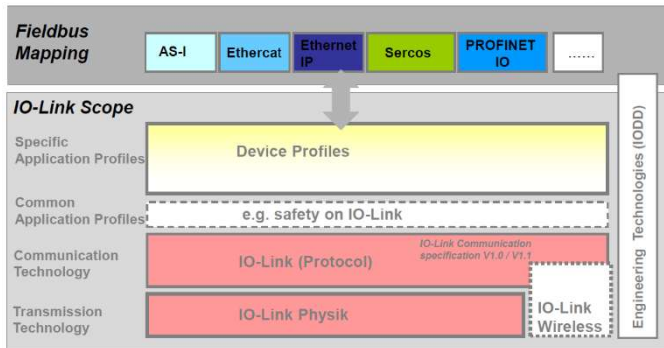 Fieldbus
Mapping
AS-I
Ethercat
Ethernet
IP
Sercos
PROFINET
IO
......
IO-Link Scope
Specific
Application Profiles
Device Profiles
Common
Application Profiles
e.g. safety on IO-Link
Communication
Technology
IO-Link (Protocol)
IO-Link Communication
specification V1.0 / V1.1
Transmission
Technology
IO-Link Physik
IO-Link
Wireless
Engineering Technologies (IODD)